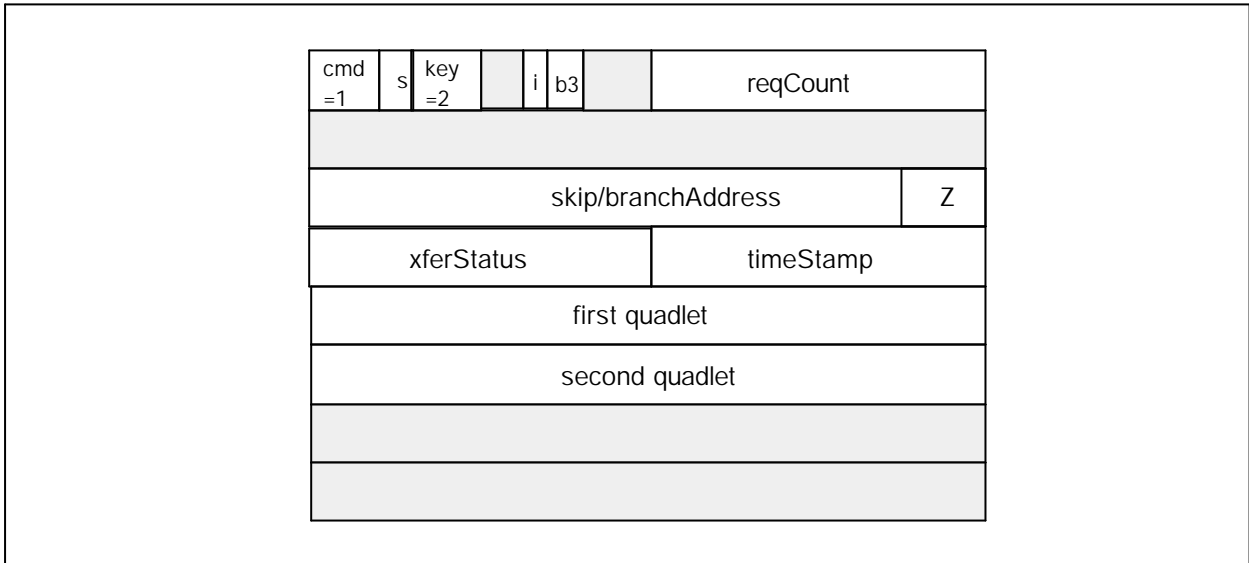 cmd =1 s key =2 i b3 reqCount
skip/branchAddress Z
xferStatus timeStamp
first quadlet
second quadlet